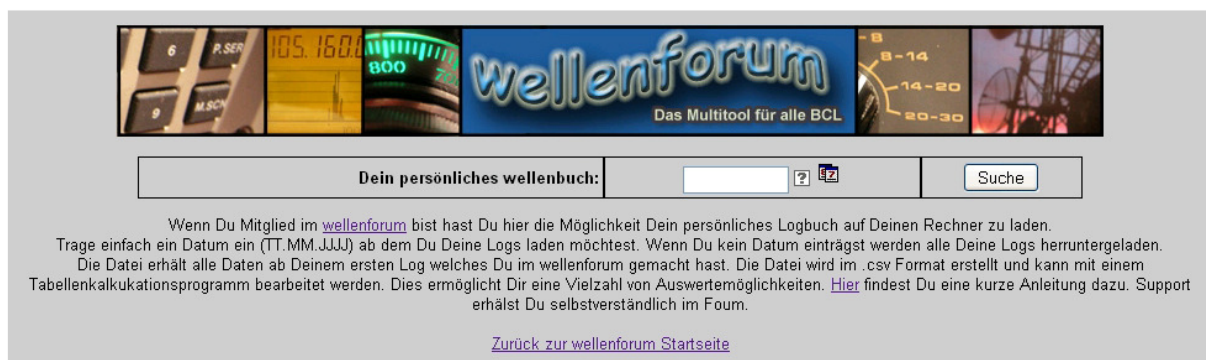 6 P.SER
9 M.SCN
105.160.0
800 70
wellenforum
Das Multitool für alle BCL
- 8
8-14
14-20
20-30
Dein persönliches wellenbuch: ? Suche
Wenn Du Mitglied im wellenforum bist hast Du hier die Möglichkeit Dein persönliches Logbuch auf Deinen Rechner zu laden.
Trage einfach ein Datum ein (TT.MM.JJJJ) ab dem Du Deine Logs laden möchtest. Wenn Du kein Datum einträgst werden alle Deine Logs herruntergeladen.
Die Datei erhält alle Daten ab Deinem ersten Log welches Du im wellenforum gemacht hast. Die Datei wird im .csv Format erstellt und kann mit einem
Tabellenkalkukationsprogramm bearbeitet werden. Dies ermöglicht Dir eine Vielzahl von Auswertemöglichkeiten. Hier findest Du eine kurze Anleitung dazu. Support
erhälst Du selbstverständlich im Foum.
Zurück zur wellenforum Startseite